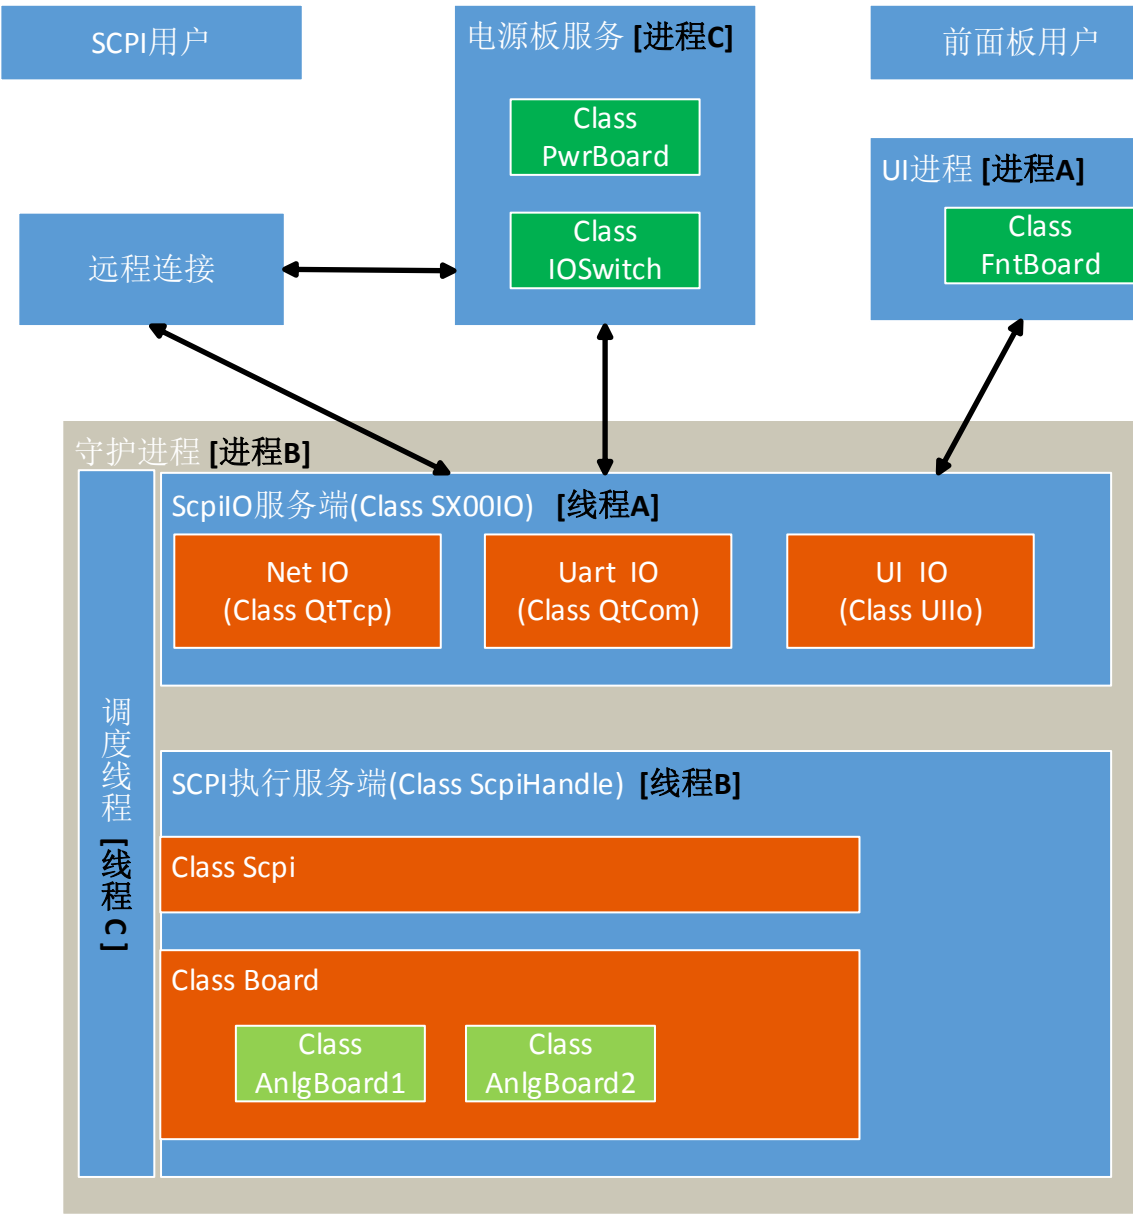 SCPI用户
电源板服务 [进程C]
前面板用户
Class
PwrBoard
UI进程 [进程A]
Class
IOSwitch
Class
FntBoard
远程连接
守护进程 [进程B]
ScpiIO服务端(Class SX00IO) [线程A]
Net IO
(Class QtTcp)
Uart IO
(Class QtCom)
UI IO
(Class UIIo)
调度线程 [线程C]
SCPI执行服务端(Class ScpiHandle) [线程B]
Class Scpi
Class Board
Class
AnlgBoard1
Class
AnlgBoard2